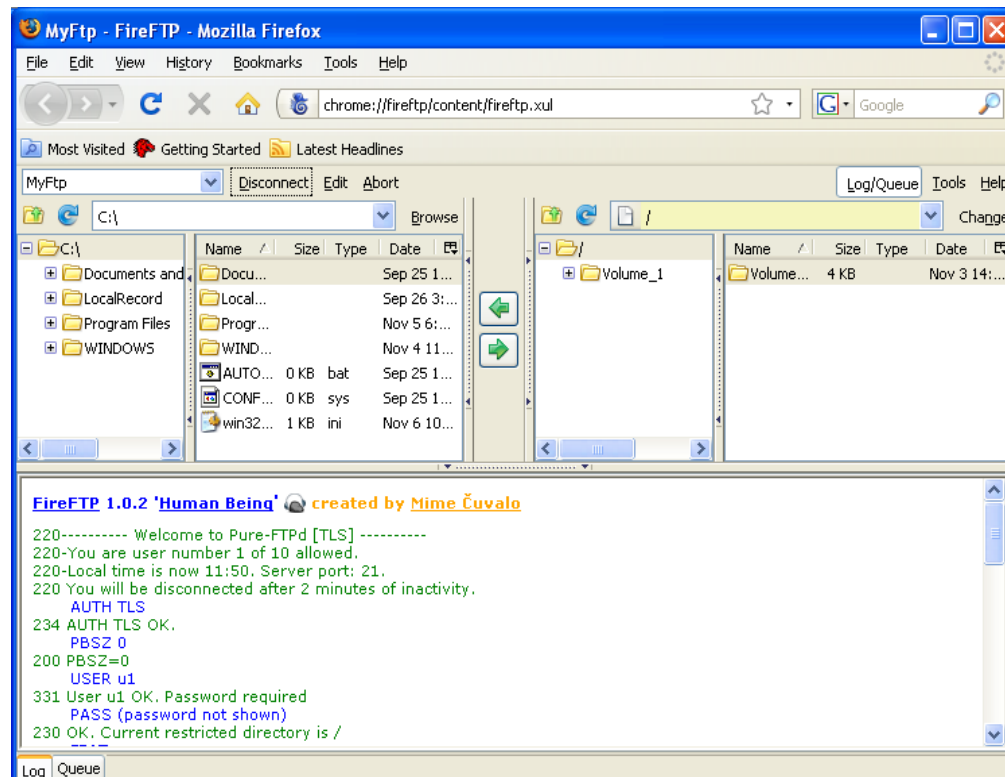 MyFtp - FireFTP - Mozilla Firefox
File Edit View History Bookmarks Tools Help
chrome://fireftp/content/fireftp.xul G Google
Most Visited Getting Started Latest Headlines
MyFtp Disconnect Edit Abort Log/Queue Tools Help
C:\ Browse / Change
C:\ Name Size Type Date / Name Size Type Date
Documents and Docu... Sep 25 1... Volume_1 Volume... 4 KB Nov 3 14:...
LocalRecord Local... Sep 26 3:...
Program Files Progr... Nov 5 6:...
WINDOWS WIND... Nov 4 11...
AUTO... 0 KB bat Sep 25 1...
CONF... 0 KB sys Sep 25 1...
win32... 1 KB ini Nov 6 10...
FireFTP 1.0.2 'Human Being' created by Mime Čuvalo
220---------- Welcome to Pure-FTPd [TLS] ----------
220-You are user number 1 of 10 allowed.
220-Local time is now 11:50. Server port: 21.
220 You will be disconnected after 2 minutes of inactivity.
AUTH TLS
234 AUTH TLS OK.
PBSZ 0
200 PBSZ=0
USER u1
331 User u1 OK. Password required
PASS (password not shown)
230 OK. Current restricted directory is /
Log Queue